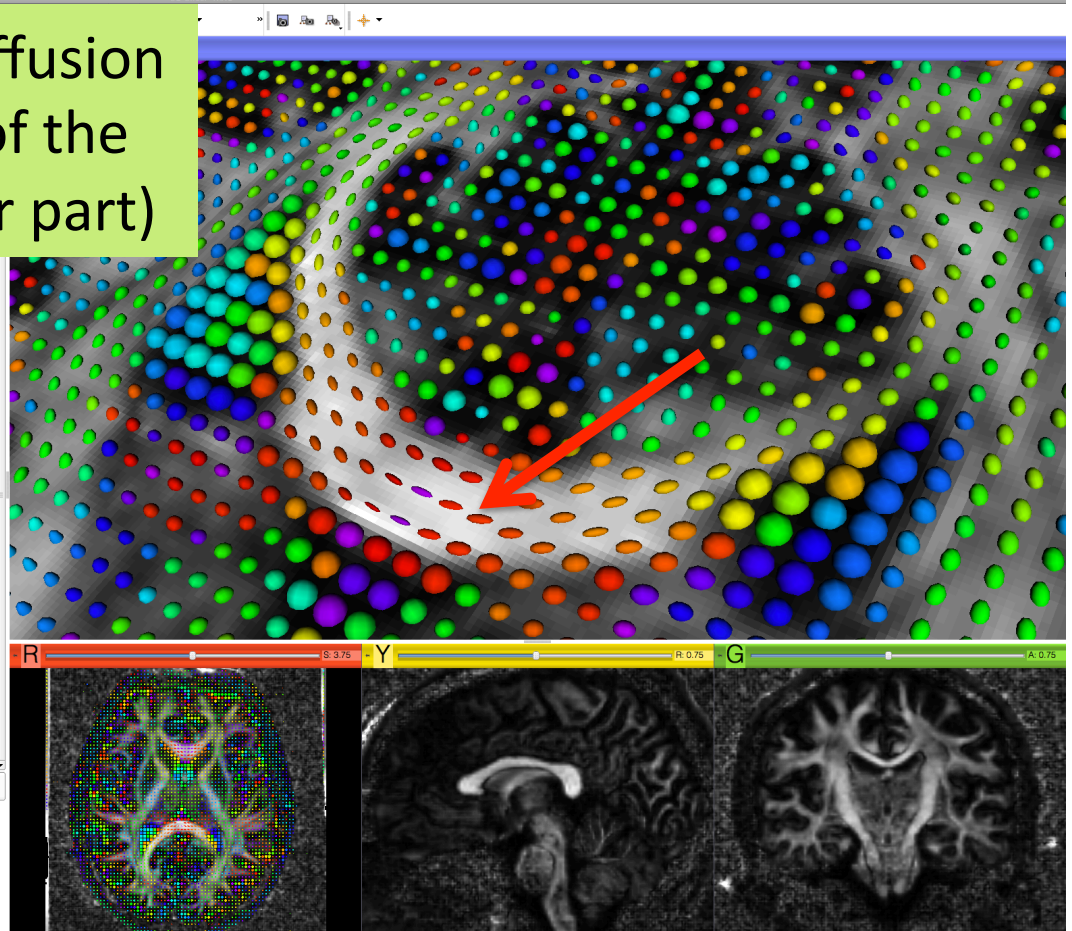 ffusion
of the
r part)
»
R
S: 3.75
Y
R: 0.75
G
A: 0.75